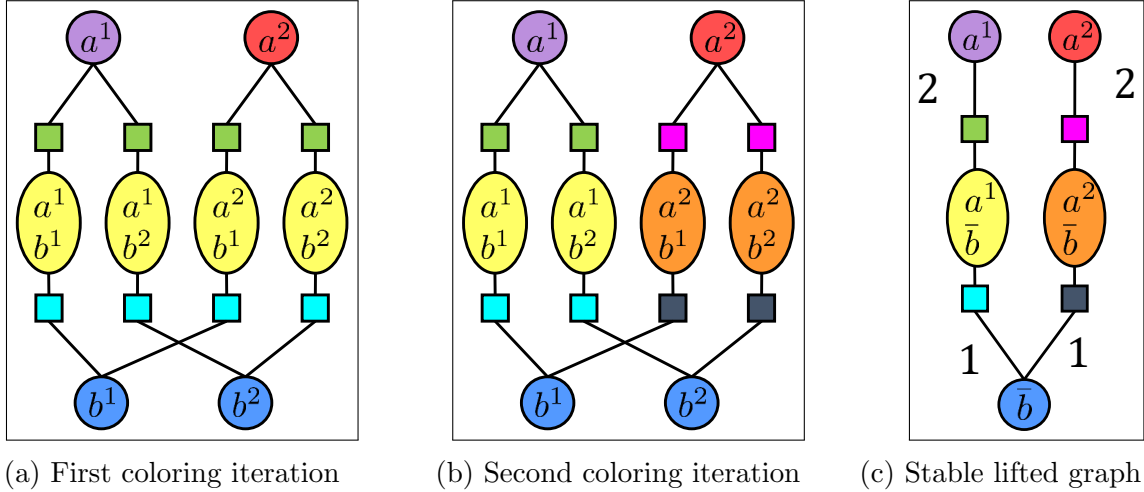 a¹ a²
a¹ a¹ a² a²
b¹ b² b¹ b²
b¹ b²
(a) First coloring iteration
a¹ a²
a¹ a¹ a² a²
b¹ b² b¹ b²
b¹ b²
(b) Second coloring iteration
a¹ a²
2 2
a¹ a²
b̄ b̄
1 1
b̄
(c) Stable lifted graph